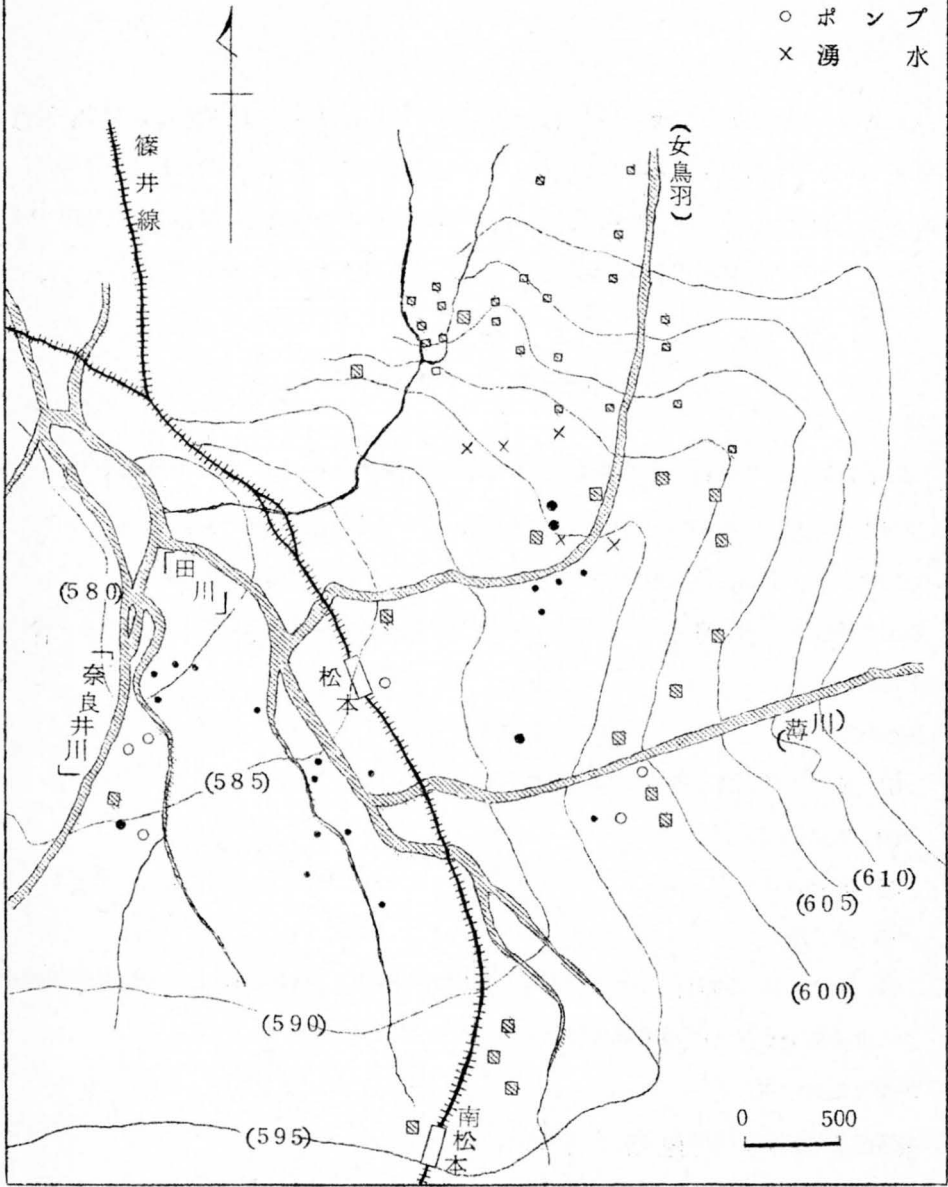 ○ ポンプ
× 湧水
篠井線
(女鳥羽)
「田川」
(580)
「奈良井川」
松本
(薄川)
(585)
(610)
(605)
(600)
(590)
(595)
南松本
0 500